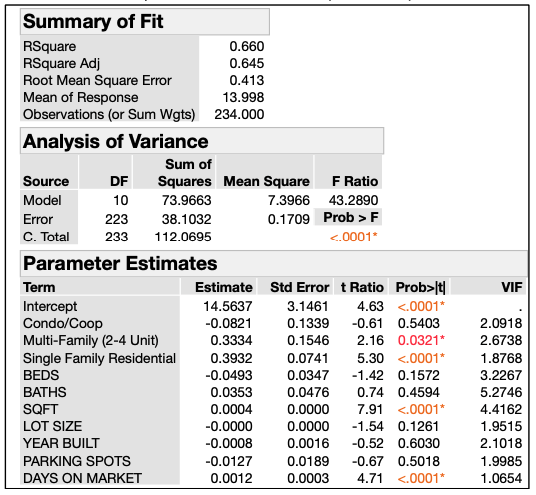 Summary of Fit
RSquare 0.660
RSquare Adj 0.645
Root Mean Square Error 0.413
Mean of Response 13.998
Observations (or Sum Wgts) 234.000
Analysis of Variance
Sum of
Source DF Squares Mean Square F Ratio
Model 10 73.9663 7.3966 43.2890
Error 223 38.1032 0.1709 Prob > F
C. Total 233 112.0695 <.0001*
Parameter Estimates
Term Estimate Std Error t Ratio Prob>|t| VIF
Intercept 14.5637 3.1461 4.63 <.0001* .
Condo/Coop -0.0821 0.1339 -0.61 0.5403 2.0918
Multi-Family (2-4 Unit) 0.3334 0.1546 2.16 0.0321* 2.6738
Single Family Residential 0.3932 0.0741 5.30 <.0001* 1.8768
BEDS -0.0493 0.0347 -1.42 0.1572 3.2267
BATHS 0.0353 0.0476 0.74 0.4594 5.2746
SQFT 0.0004 0.0000 7.91 <.0001* 4.4162
LOT SIZE -0.0000 0.0000 -1.54 0.1261 1.9515
YEAR BUILT -0.0008 0.0016 -0.52 0.6030 2.1018
PARKING SPOTS -0.0127 0.0189 -0.67 0.5018 1.9985
DAYS ON MARKET 0.0012 0.0003 4.71 <.0001* 1.0654